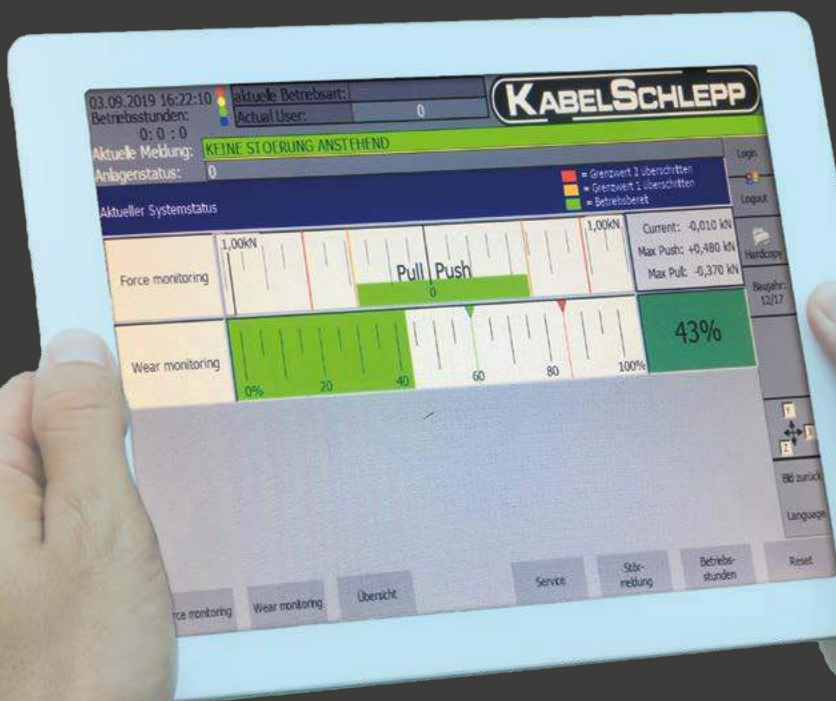 03.09.2019 16:22:10
aktuelle Betriebsart:
Betriebsstunden:
Actual User: 0
0: 0 : 0
KABELSCHLEPP
Aktuelle Meldung: KEINE STOERUNG ANSTEHEND
Anlagenstatus: 0
Login
Aktueller Systemstatus
= Grenzwert 2 überschritten
= Grenzwert 1 überschritten
= Betriebsbereit
Logout
Force monitoring
1,00kN
Pull Push
0
1,00kN
Current: -0,010 kN
Max Push: +0,480 kN
Max Pull: -0,370 kN
Hardcopy
Baujahr:
12/17
Wear monitoring
0% 20 40 60 80 100%
43%
Y
X
Z
Bild zurück
Language
rce monitoring
Wear monitoring
Übersicht
Service
Stör-
meldung
Betriebs-
stunden
Reset